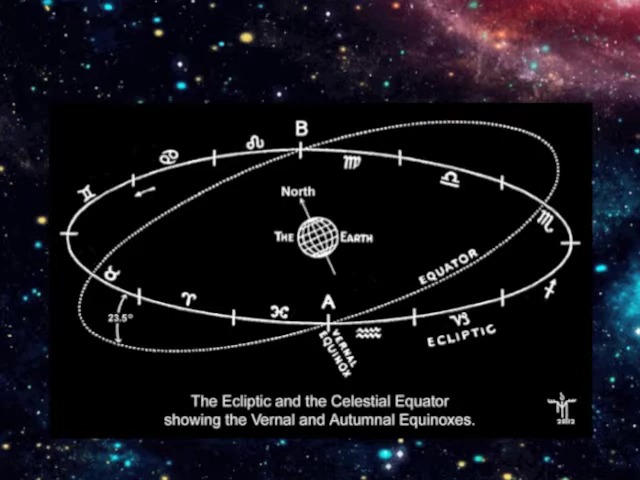 B
♌
♋
♍
♊
♎
North
♏
THE EARTH
EQUATOR
♉
♐
♈
♓
A
23.5°
♑
♒
ECLIPTIC
VERNAL
EQUINOX
The Ecliptic and the Celestial Equator
showing the Vernal and Autumnal Equinoxes.